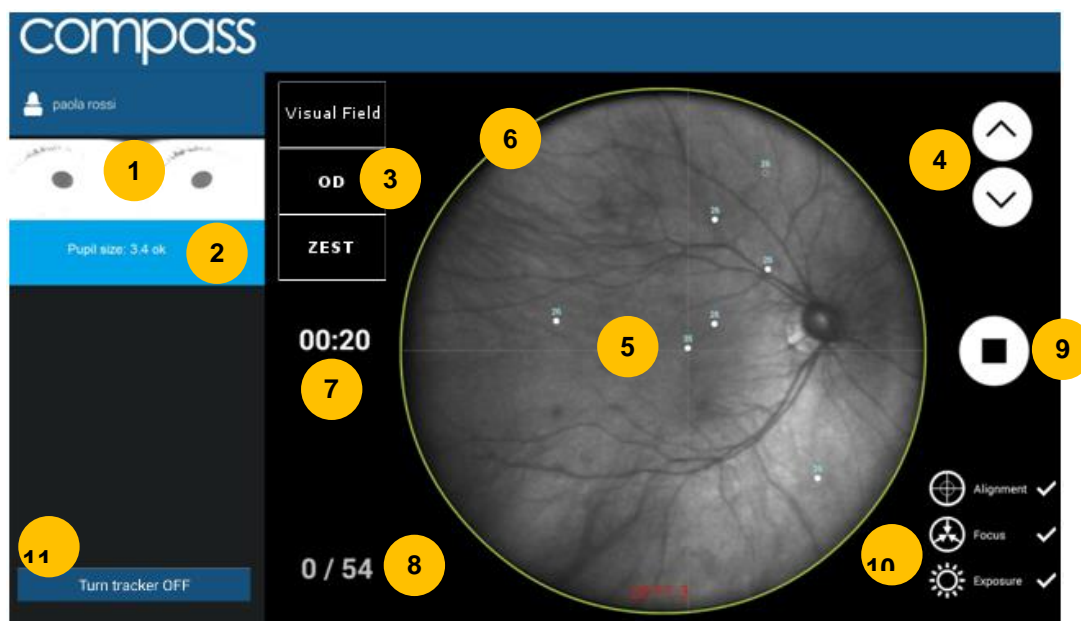 compass
paola rossi
1
Pupil size: 3.4 ok
2
Visual Field
OD
3
ZEST
00:20
7
0 / 54
8
6
4
5
9
Alignment
Focus
10
Exposure
11
Turn tracker OFF